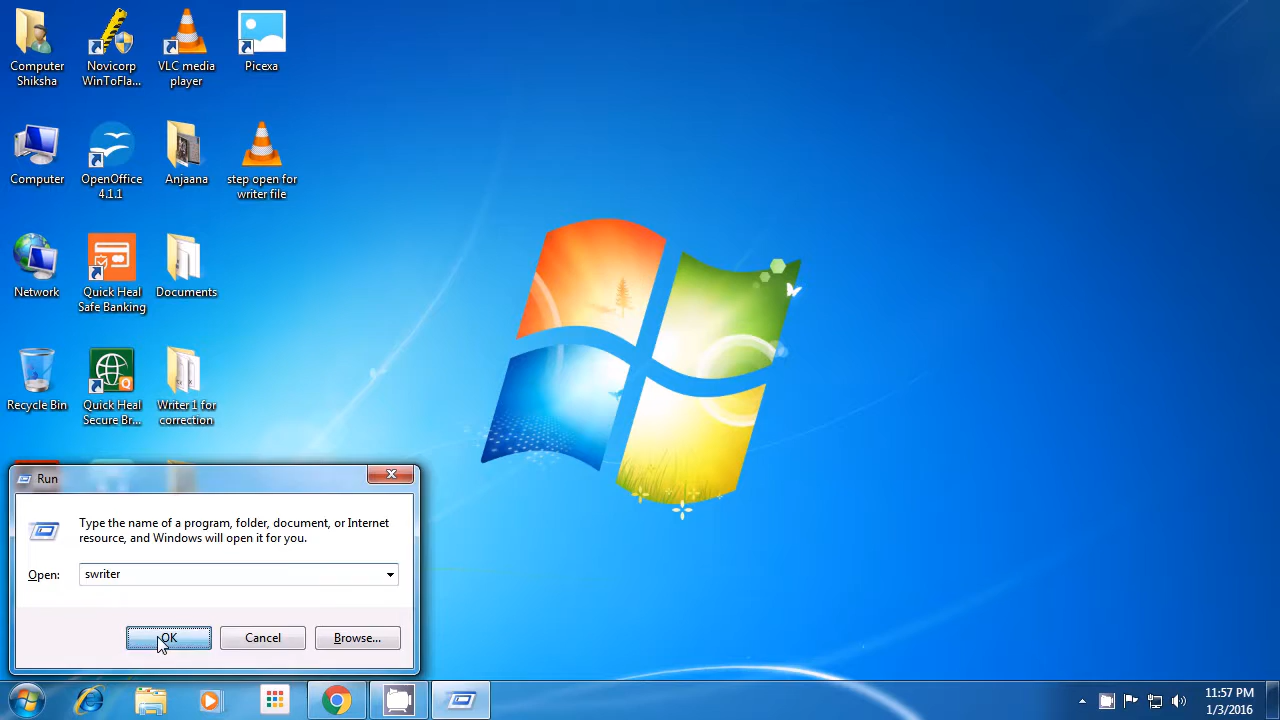 Computer
Shiksha
Novicorp
WinToFla...
VLC media
player
Picexa
Computer
OpenOffice
4.1.1
Anjaana
step open for
writer file
Network
Quick Heal
Safe Banking
Documents
Recycle Bin
Quick Heal
Secure Br...
Writer 1 for
correction
Run
Type the name of a program, folder, document, or Internet
resource, and Windows will open it for you.
Open: swriter
OK Cancel Browse...
11:57 PM
1/3/2016